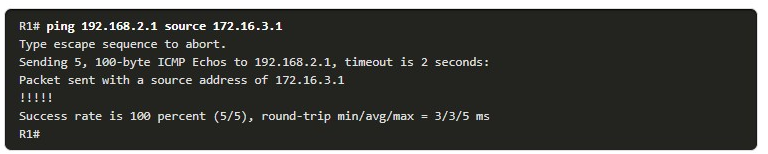 R1# ping 192.168.2.1 source 172.16.3.1
Type escape sequence to abort.
Sending 5, 100-byte ICMP Echos to 192.168.2.1, timeout is 2 seconds:
Packet sent with a source address of 172.16.3.1
!!!!!
Success rate is 100 percent (5/5), round-trip min/avg/max = 3/3/5 ms
R1#